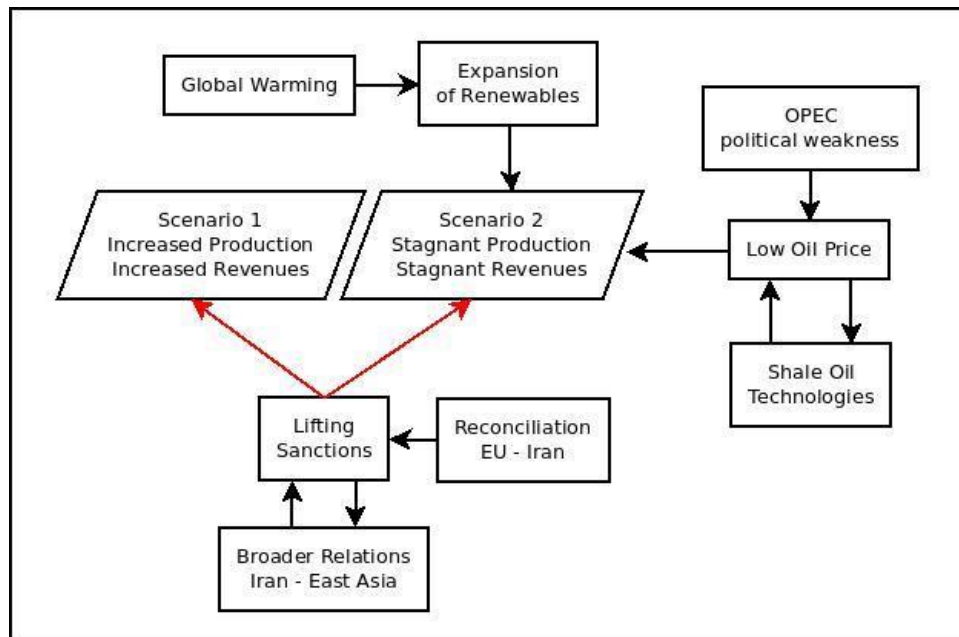 Global Warming
Expansion
of Renewables
OPEC
political weakness
Scenario 1
Increased Production
Increased Revenues
Scenario 2
Stagnant Production
Stagnant Revenues
Low Oil Price
Shale Oil
Technologies
Lifting
Sanctions
Reconciliation
EU - Iran
Broader Relations
Iran - East Asia